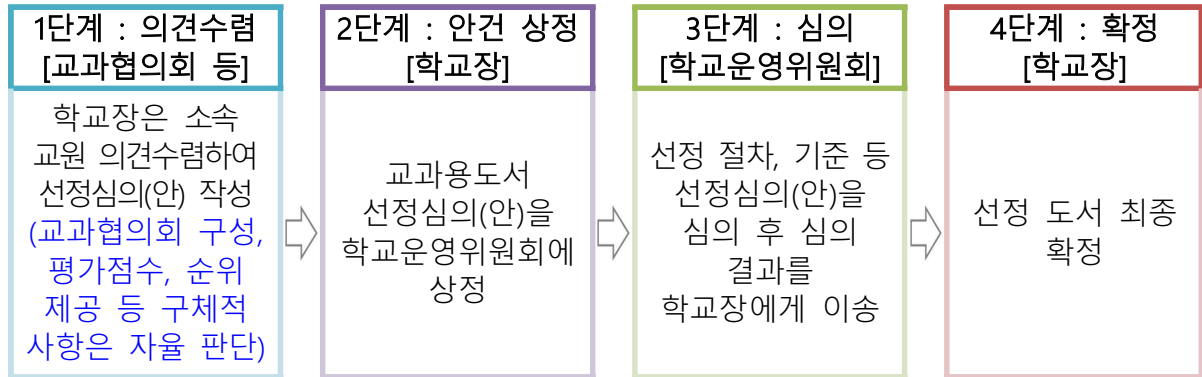 1단계 : 의견수렴
[교과협의회 등]
학교장은 소속
교원 의견수렴하여
선정심의(안) 작성
(교과협의회 구성,
평가점수, 순위
제공 등 구체적
사항은 자율 판단)
2단계 : 안건 상정
[학교장]
교과용도서
선정심의(안)을
학교운영위원회에
상정
3단계 : 심의
[학교운영위원회]
선정 절차, 기준 등
선정심의(안)을
심의 후 심의
결과를
학교장에게 이송
4단계 : 확정
[학교장]
선정 도서 최종
확정